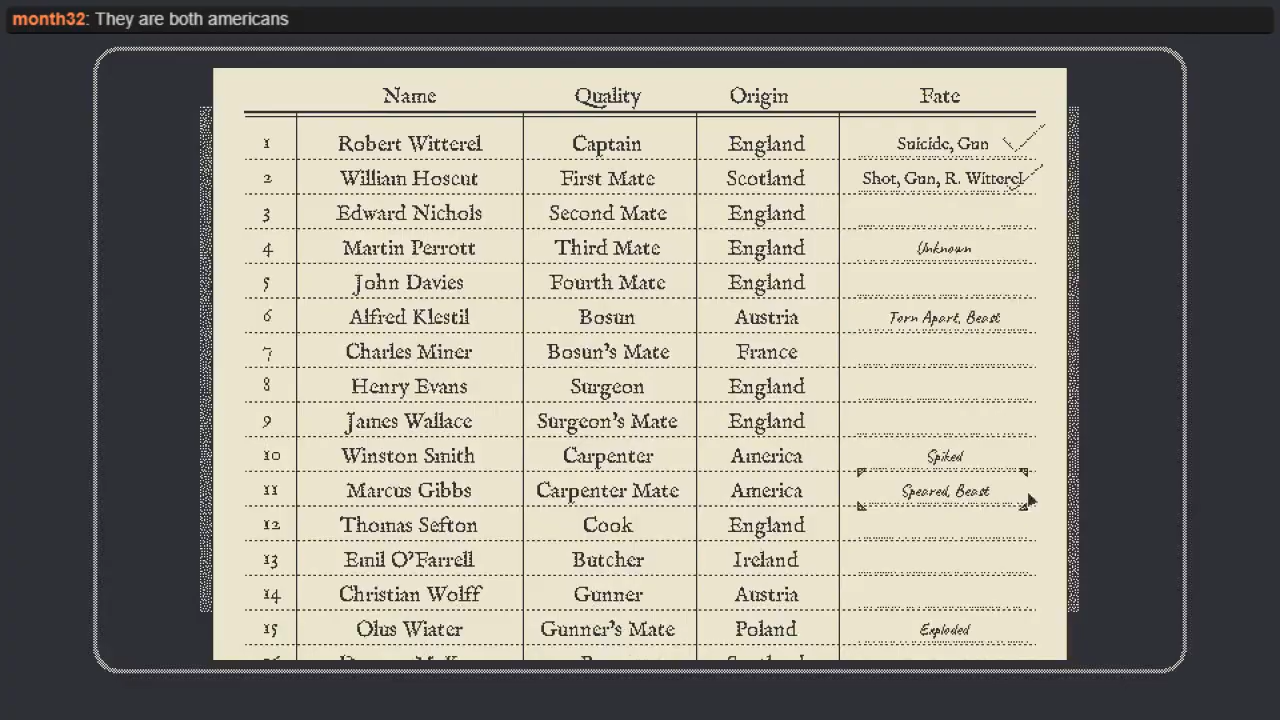 month32: They are both americans
Name Quality Origin Fate
1 Robert Witterel Captain England Suicide, Gun
2 William Hoscut First Mate Scotland Shot, Gun, R. Witterel
3 Edward Nichols Second Mate England
4 Martin Perrott Third Mate England Unknown
5 John Davies Fourth Mate England
6 Alfred Klestil Bosun Austria Torn Apart, Beast
7 Charles Miner Bosun's Mate France
8 Henry Evans Surgeon England
9 James Wallace Surgeon's Mate England
10 Winston Smith Carpenter America Spiked
11 Marcus Gibbs Carpenter Mate America Speared, Beast
12 Thomas Sefton Cook England
13 Emil O'Farrell Butcher Ireland
14 Christian Wolff Gunner Austria
15 Olus Wiater Gunner's Mate Poland Exploded